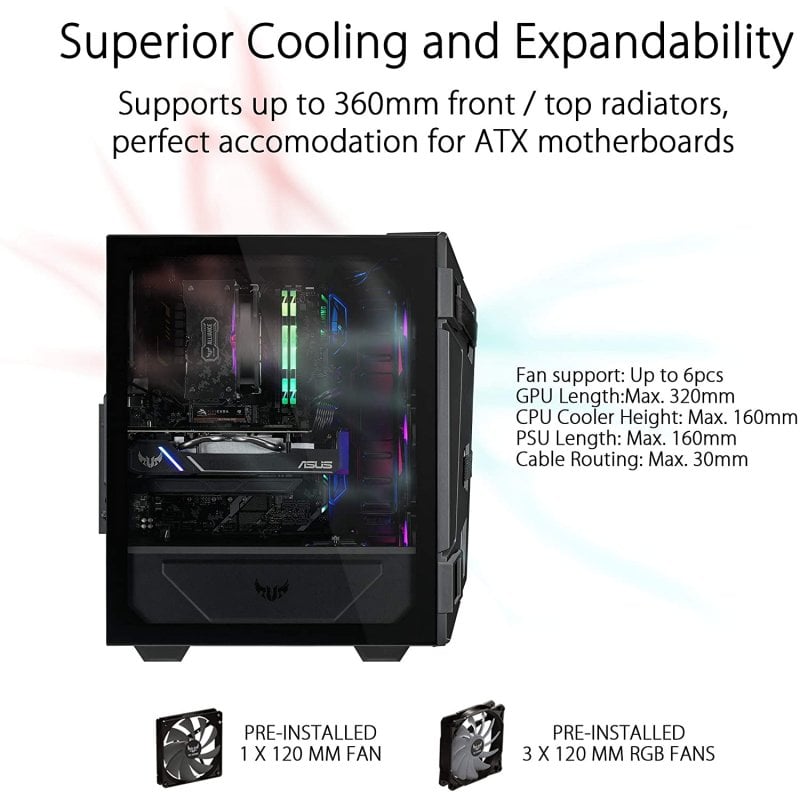 Superior Cooling and Expandability
Supports up to 360mm front / top radiators,
perfect accomodation for ATX motherboards
Fan support: Up to 6pcs
GPU Length:Max. 320mm
CPU Cooler Height: Max. 160mm
PSU Length: Max. 160mm
Cable Routing: Max. 30mm
ALLIANCE
ASUS
PRE-INSTALLED
1 X 120 MM FAN
PRE-INSTALLED
3 X 120 MM RGB FANS